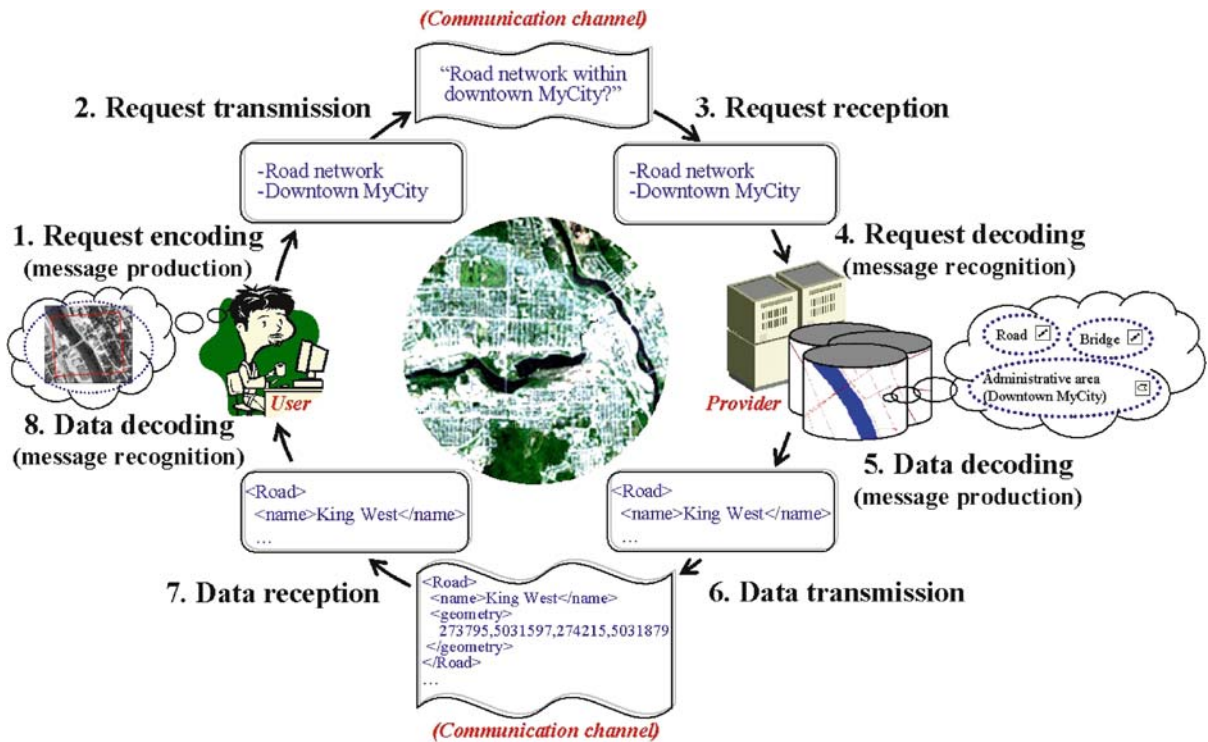 (Communication channel)
“Road network within
downtown MyCity?”
2. Request transmission
3. Request reception
-Road network
-Downtown MyCity
-Road network
-Downtown MyCity
1. Request encoding
(message production)
4. Request decoding
(message recognition)
Road
Bridge
Administrative area
(Downtown MyCity)
User
Provider
8. Data decoding
(message recognition)
5. Data decoding
(message production)
<Road>
<name>King West</name>
...
<Road>
<name>King West</name>
...
7. Data reception
6. Data transmission
<Road>
<name>King West</name>
<geometry>
273795,5031597,274215,5031879
</geometry>
</Road>
...
(Communication channel)